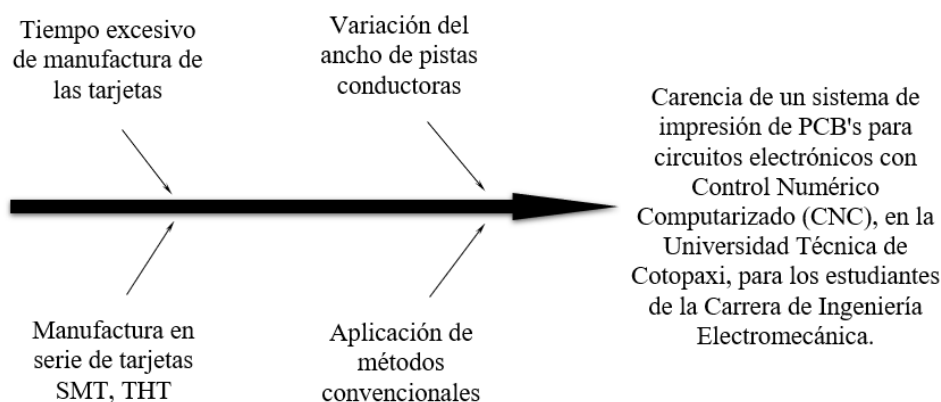 Tiempo excesivo
de manufactura de
las tarjetas
Variación del
ancho de pistas
conductoras
Manufactura en
serie de tarjetas
SMT, THT
Aplicación de
métodos
convencionales
Carencia de un sistema de
impresión de PCB's para
circuitos electrónicos con
Control Numérico
Computarizado (CNC), en la
Universidad Técnica de
Cotopaxi, para los estudiantes
de la Carrera de Ingeniería
Electromecánica.